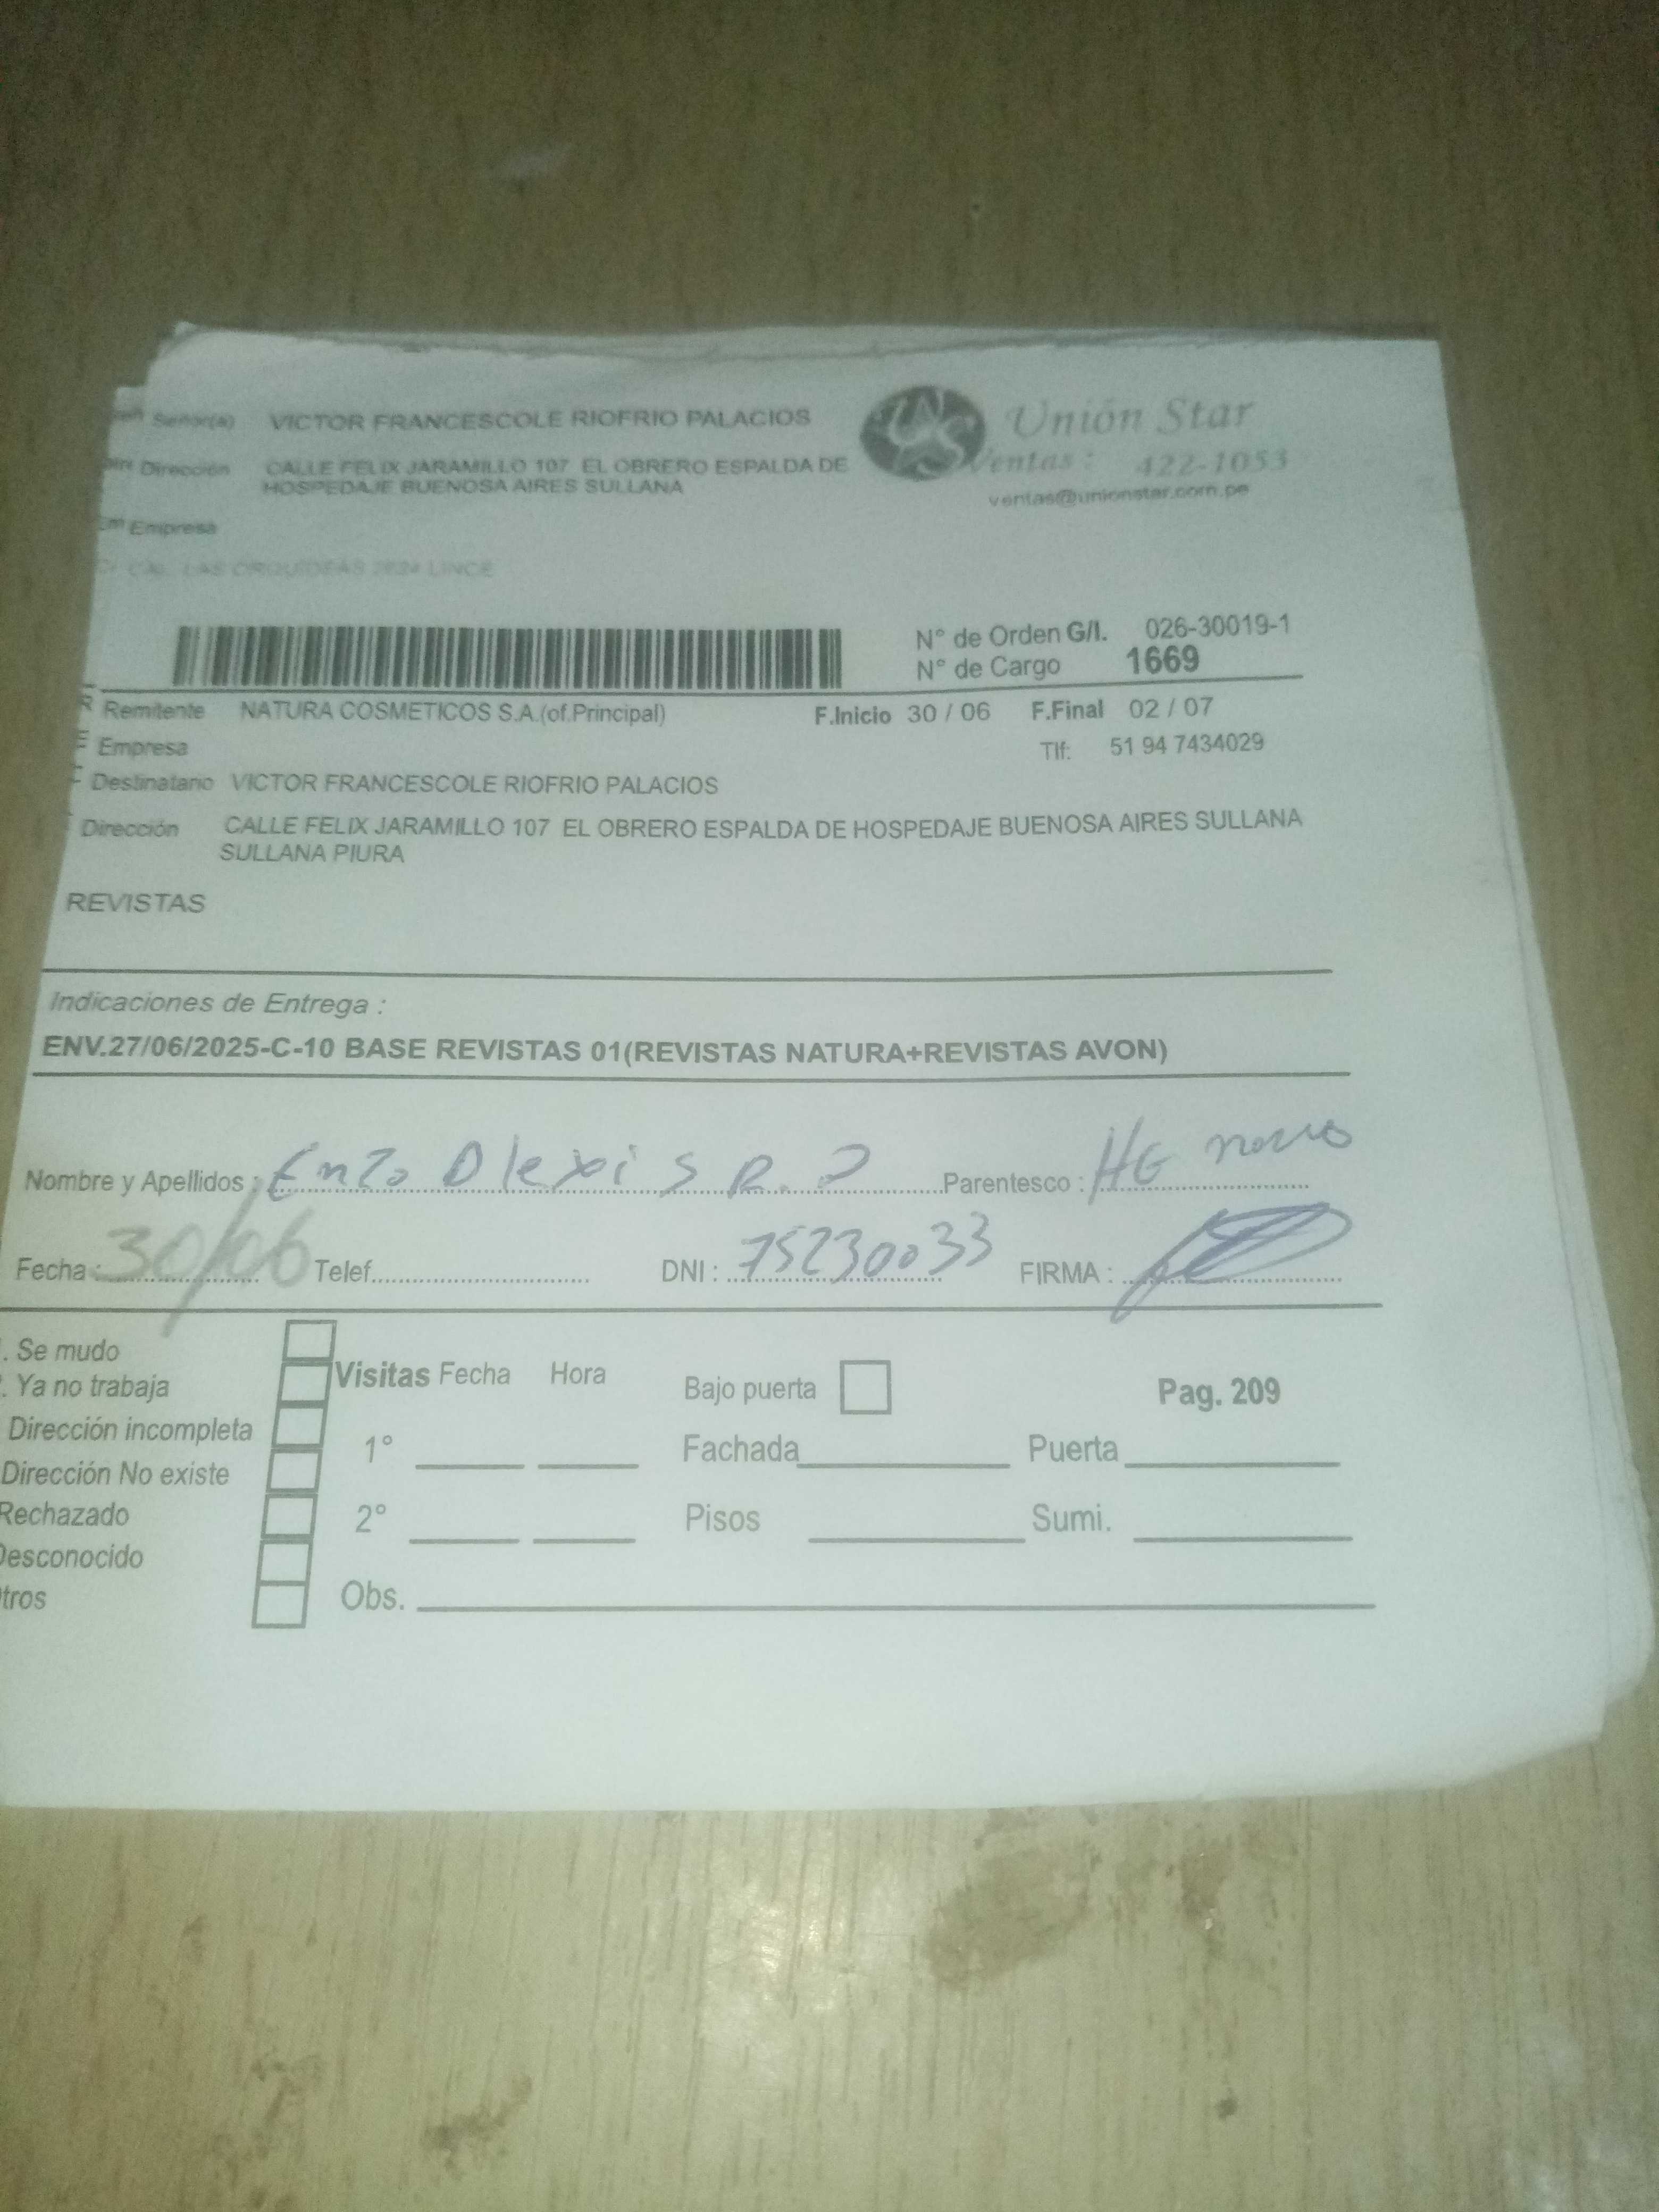 Señor(a) VICTOR FRANCESCOLE RIOFRIO PALACIOS
Dirección CALLE FELIX JARAMILLO 107 EL OBRERO ESPALDA DE
HOSPEDAJE BUENOSA AIRES SULLANA
Empresa
CAL. LAS ORQUIDEAS LINCE
Unión Star
Ventas : 422-1053
ventas@unionstar.com.pe
N° de Orden G/I. 026-30019-1
N° de Cargo 1669
Remitente NATURA COSMETICOS S.A.(of.Principal) F.Inicio 30 / 06 F.Final 02 / 07
Empresa Tlf: 51 94 7434029
Destinatario VICTOR FRANCESCOLE RIOFRIO PALACIOS
Dirección CALLE FELIX JARAMILLO 107 EL OBRERO ESPALDA DE HOSPEDAJE BUENOSA AIRES SULLANA
SULLANA PIURA
REVISTAS
Indicaciones de Entrega :
ENV.27/06/2025-C-10 BASE REVISTAS 01(REVISTAS NATURA+REVISTAS AVON)
Nombre y Apellidos : Enzo Alexis R. Parentesco :
Fecha : 30/06 Telef. DNI : 75230033 FIRMA :
. Se mudo
. Ya no trabaja
Dirección incompleta
Dirección No existe
Rechazado
Desconocido
tros
Visitas Fecha Hora
1°
2°
Obs.
Bajo puerta
Pag. 209
Fachada Puerta
Pisos Sumi.